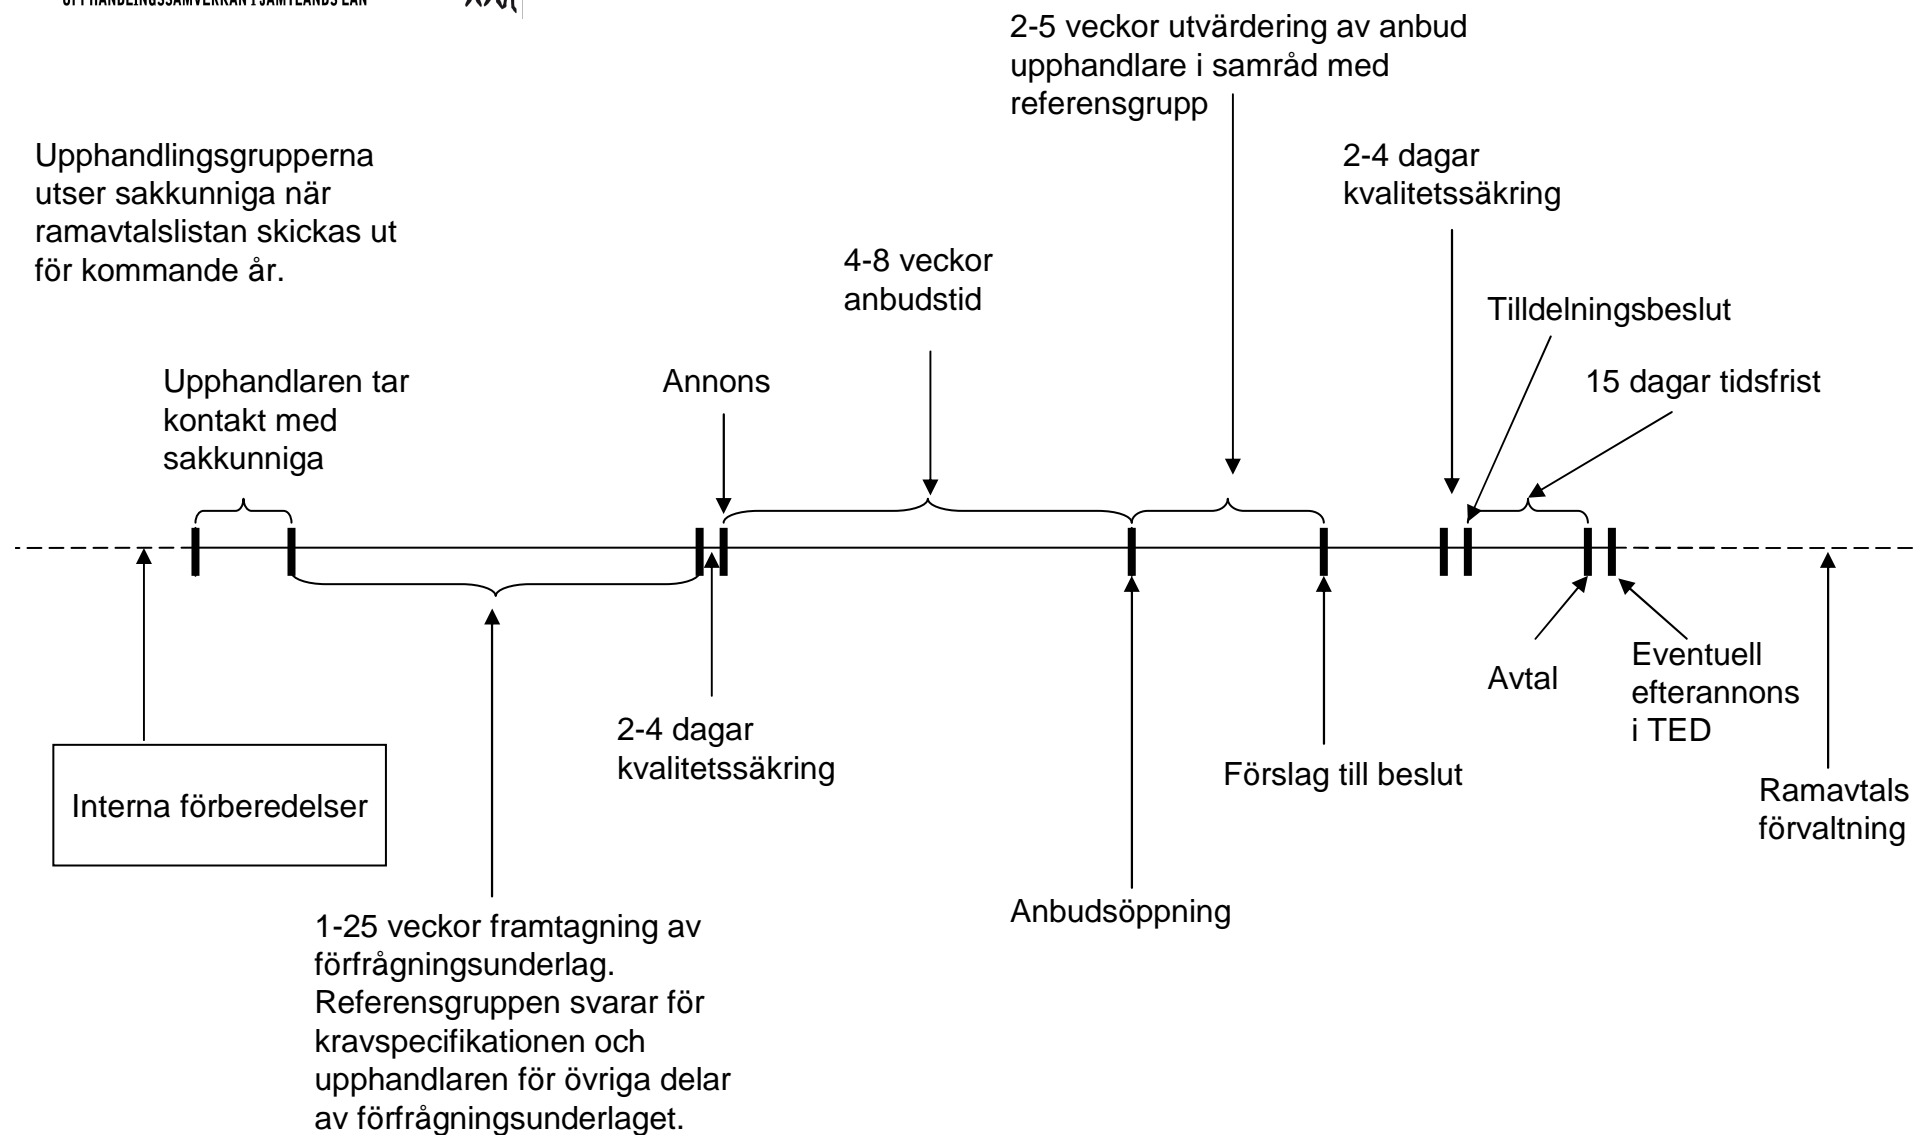 UPPHANDLINGSSAMVERKAN I JÄMTLANDS LÄN
2-5 veckor utvärdering av anbud
upphandlare i samråd med
referensgrupp
Upphandlingsgrupperna
utser sakkunniga när
ramavtalslistan skickas ut
för kommande år.
2-4 dagar
kvalitetssäkring
4-8 veckor
anbudstid
Tilldelningsbeslut
Upphandlaren tar
kontakt med
sakkunniga
Annons
15 dagar tidsfrist
Interna förberedelser
2-4 dagar
kvalitetssäkring
Avtal
Eventuell
efterannons
i TED
Förslag till beslut
Ramavtals
förvaltning
Anbudsöppning
1-25 veckor framtagning av
förfrågningsunderlag.
Referensgruppen svarar för
kravspecifikationen och
upphandlaren för övriga delar
av förfrågningsunderlaget.